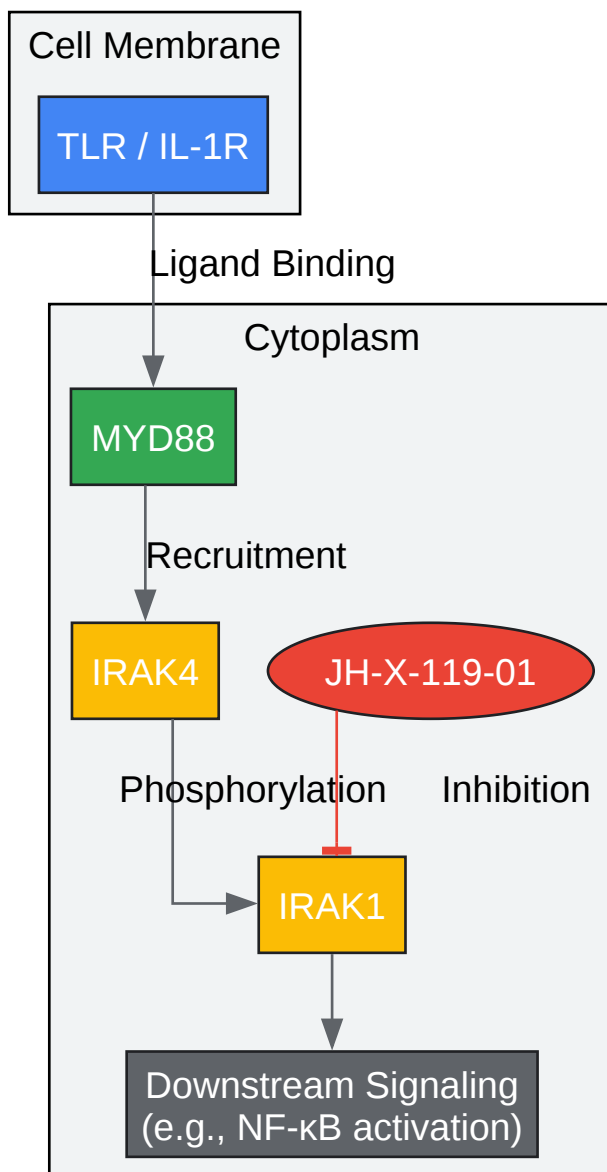 Cell Membrane
TLR / IL-1R
Ligand Binding
Cytoplasm
MYD88
Recruitment
IRAK4
JH-X-119-01
Phosphorylation
Inhibition
IRAK1
Downstream Signaling
(e.g., NF-κB activation)